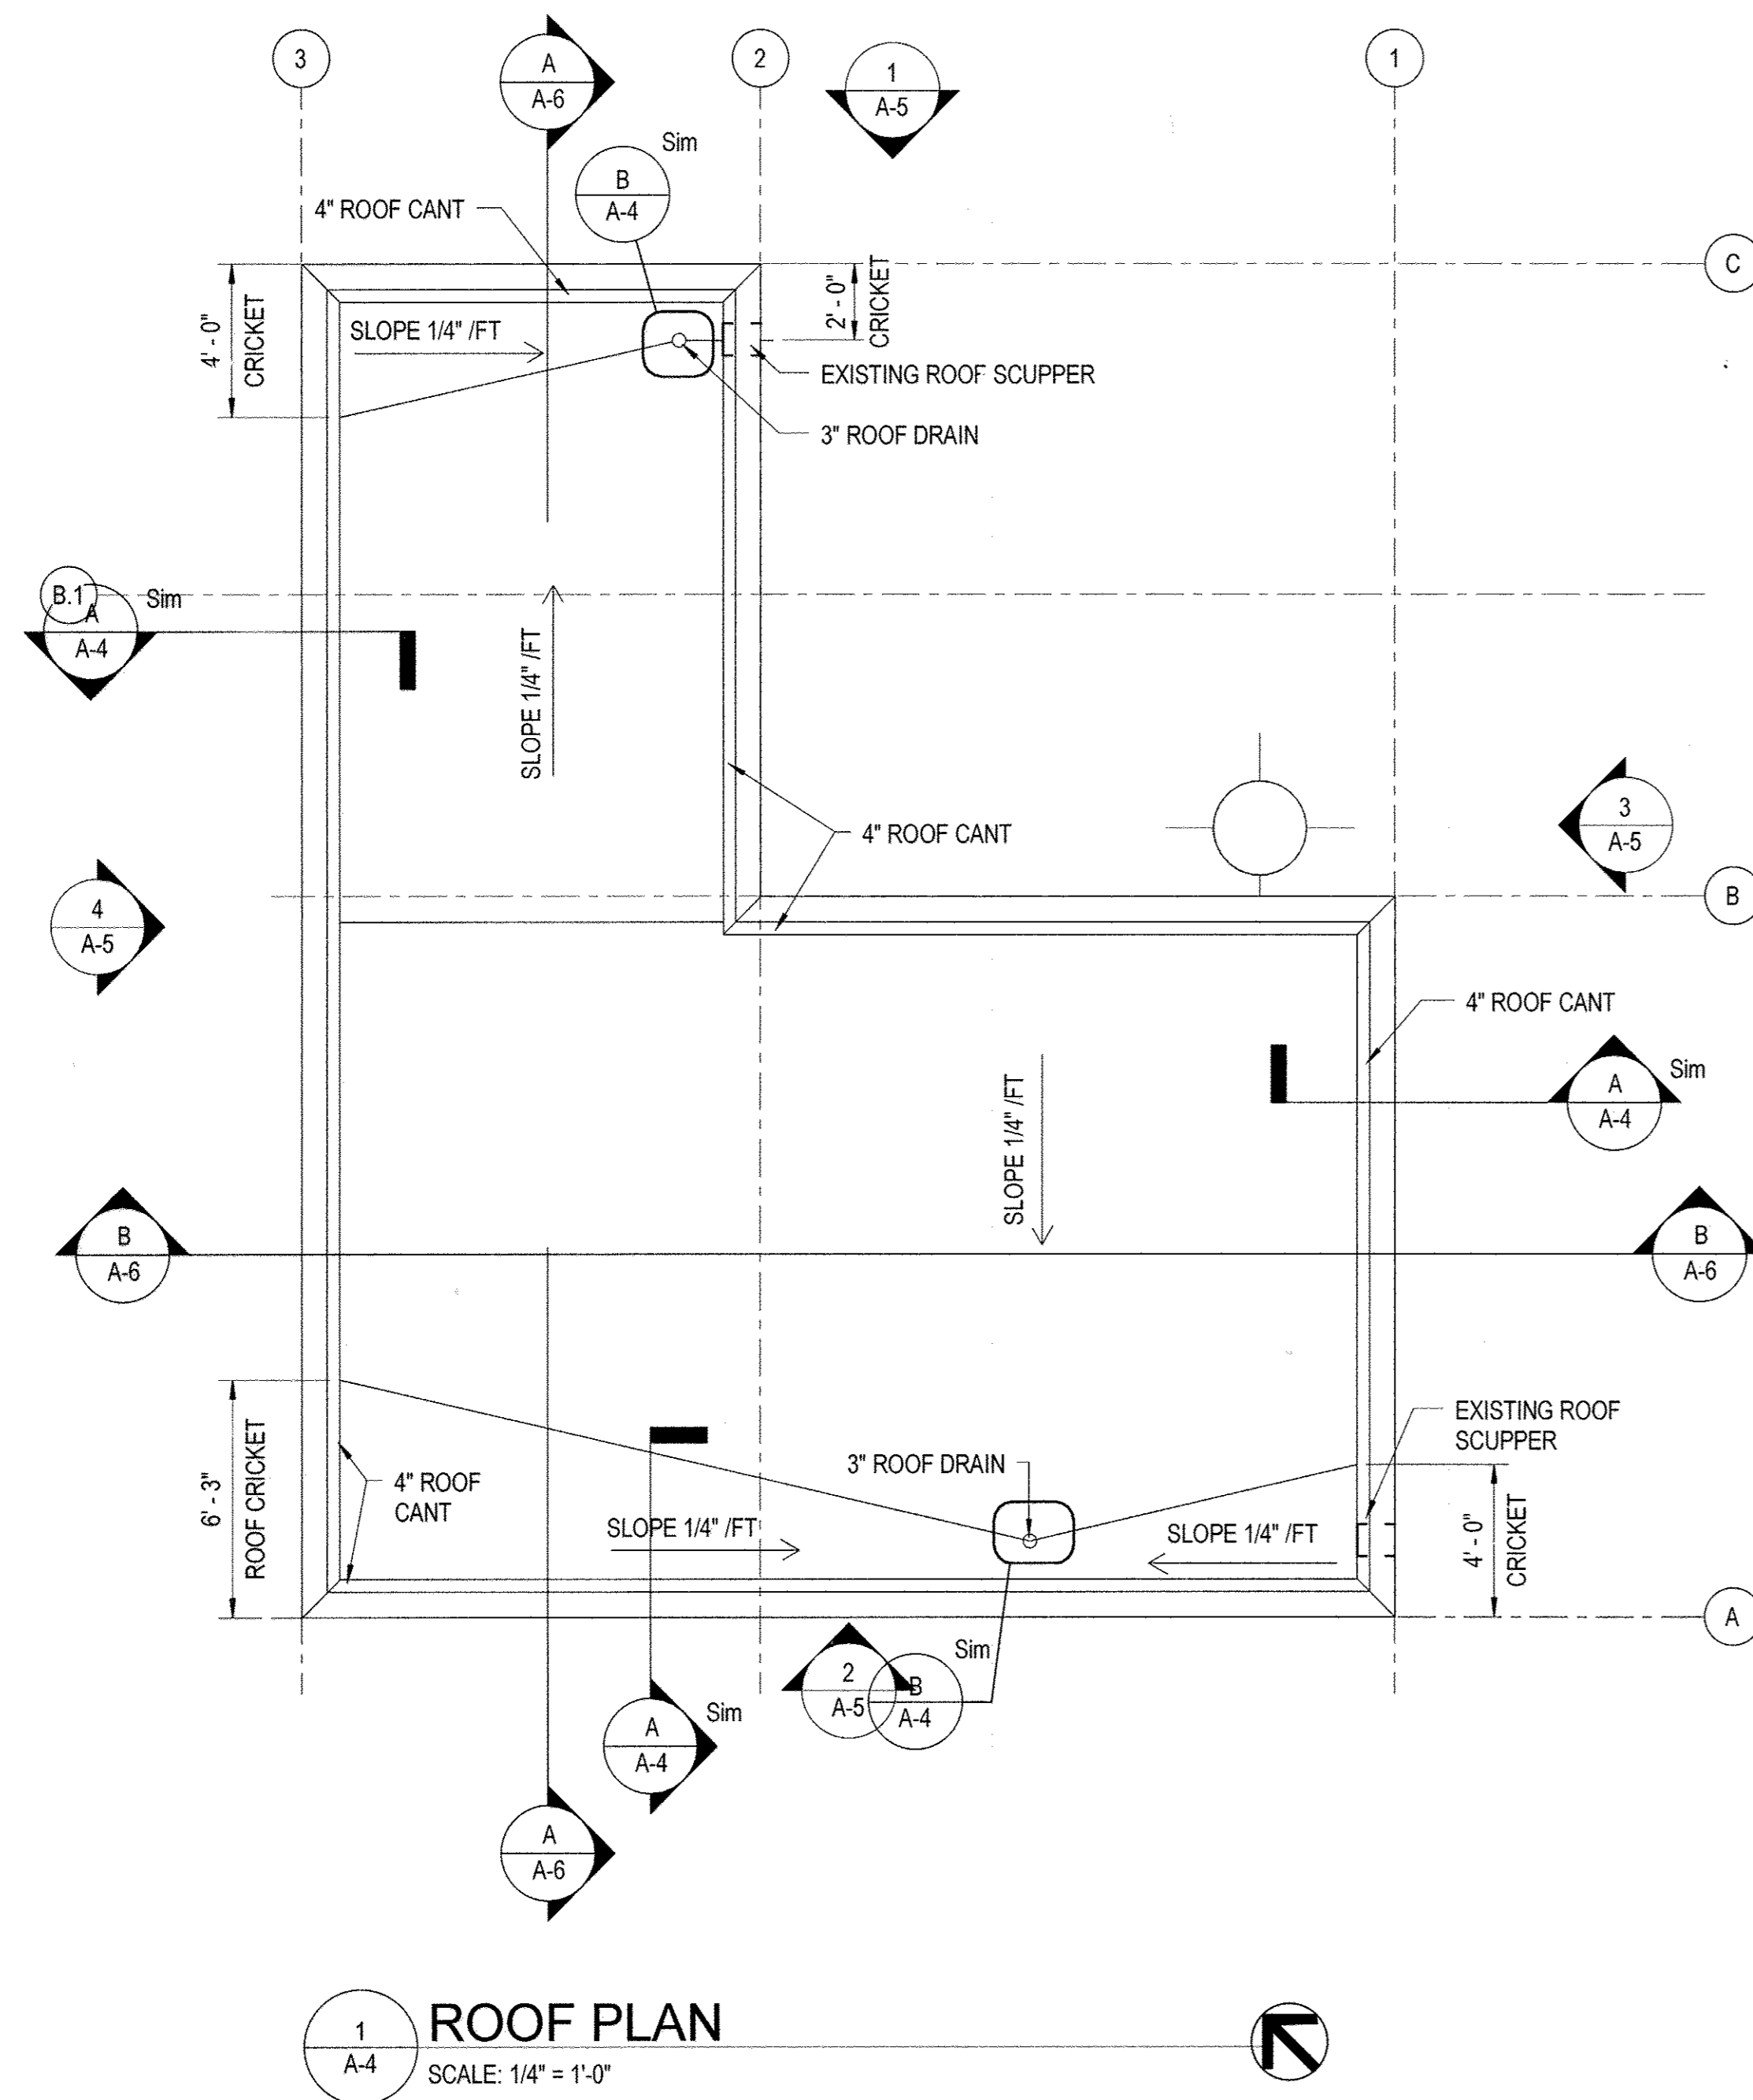 3
A
A-6
2
1
A-5
1
Sim
B
A-4
4" ROOF CANT
C
4' - 0"
CRICKET
2' - 0"
CRICKET
SLOPE 1/4" /FT
EXISTING ROOF SCUPPER
3" ROOF DRAIN
B.1
Sim
A
A-4
SLOPE 1/4" /FT
4" ROOF CANT
3
A-5
4
A-5
B
4" ROOF CANT
SLOPE 1/4" /FT
Sim
A
A-4
B
A-6
B
A-6
6' - 3"
ROOF CRICKET
4" ROOF
CANT
3" ROOF DRAIN
EXISTING ROOF
SCUPPER
SLOPE 1/4" /FT
SLOPE 1/4" /FT
4' - 0"
CRICKET
A
2
A-5
Sim
B
A-4
A
A-4
Sim
A
A-6
1
A-4
ROOF PLAN
SCALE: 1/4" = 1'-0"